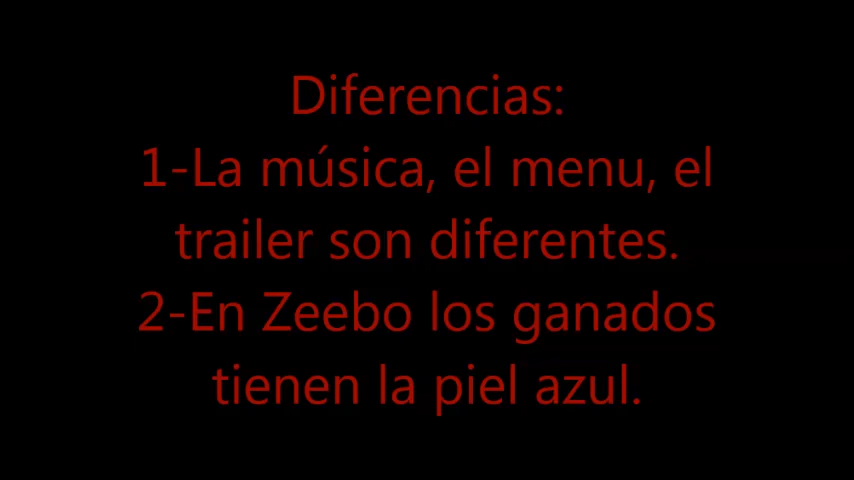 Diferencias:
1-La música, el menu, el
trailer son diferentes.
2-En Zeebo los ganados
tienen la piel azul.